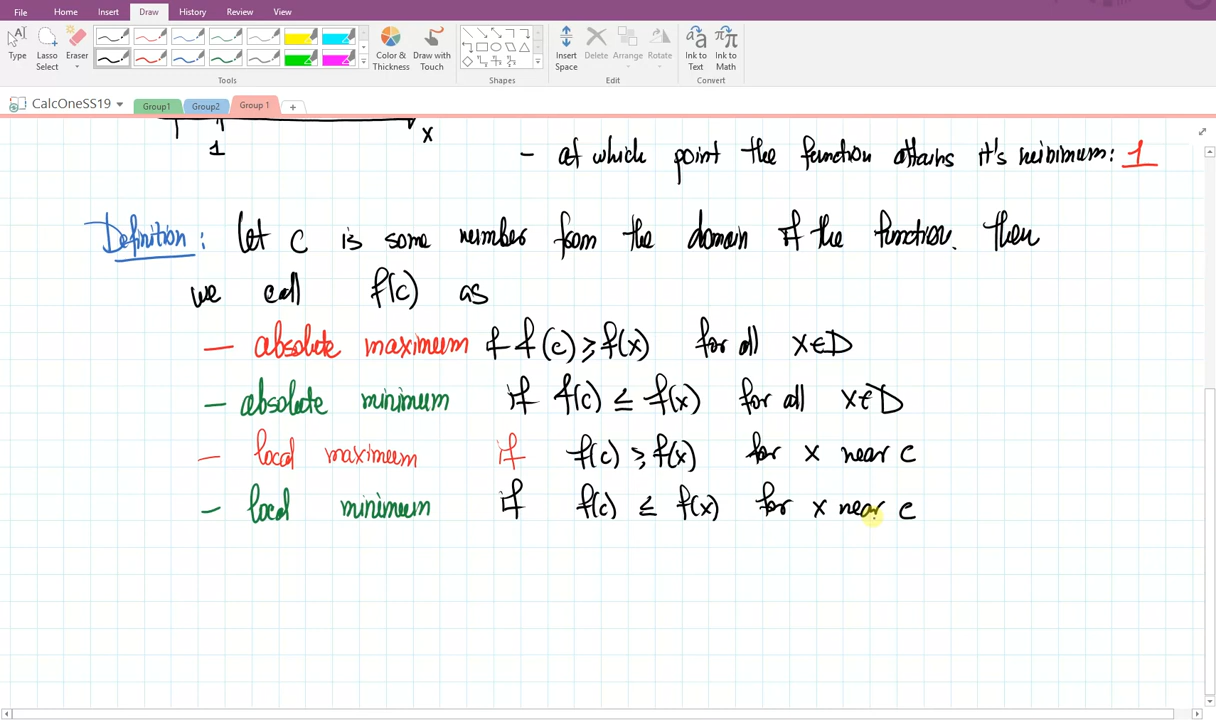 File Home Insert Draw History Review View
Type Lasso Select Eraser Color & Thickness Draw with Touch Insert Space Delete Arrange Rotate Ink to Text Ink to Math
Tools Shapes Edit Convert
CalcOneSS19 Group1 Group2 Group 1
1 x
- at which point the function attains it's minimum: 1
Definition: let c is some number from the domain of the function. Then
we call f(c) as
- absolute maximum if f(c) ≥ f(x) for all x∈D
- absolute minimum if f(c) ≤ f(x) for all x∈D
- local maximum if f(c) ≥ f(x) for x near c
- local minimum if f(c) ≤ f(x) for x near c